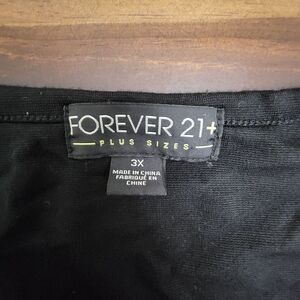 FOREVER 21+
PLUS SIZES
3X
MADE IN CHINA
FABRIQUÉ EN
CHINE